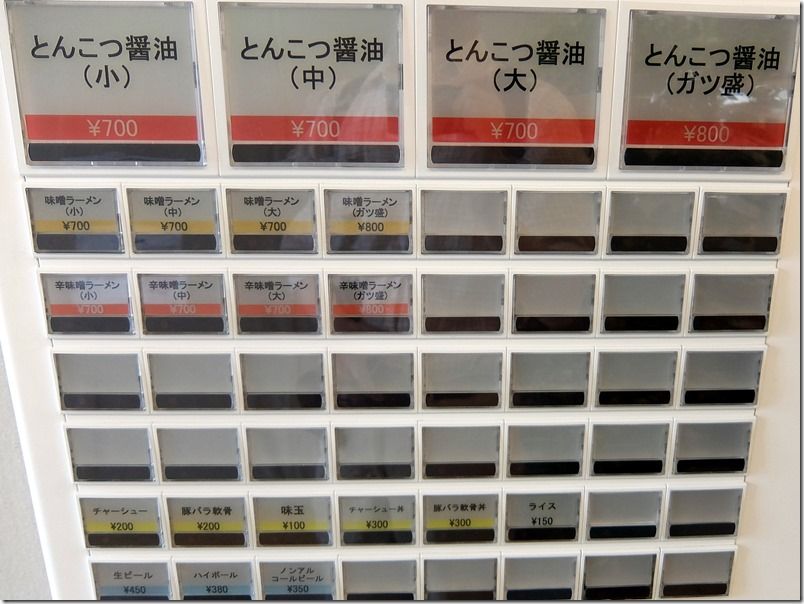 とんこつ醤油
（小）
¥700
とんこつ醤油
（中）
¥700
とんこつ醤油
（大）
¥700
とんこつ醤油
（ガツ盛）
¥800
味噌ラーメン
（小）
¥700
味噌ラーメン
（中）
¥700
味噌ラーメン
（大）
¥700
味噌ラーメン
（ガツ盛）
¥800
辛味噌ラーメン
（小）
¥700
辛味噌ラーメン
（中）
¥700
辛味噌ラーメン
（大）
¥700
辛味噌ラーメン
（ガツ盛）
¥800
チャーシュー
¥200
豚バラ軟骨
¥200
味玉
¥100
チャーシュー丼
¥300
豚バラ軟骨丼
¥300
ライス
¥150
生ビール
¥450
ハイボール
¥380
ノンアル
コールビール
¥350